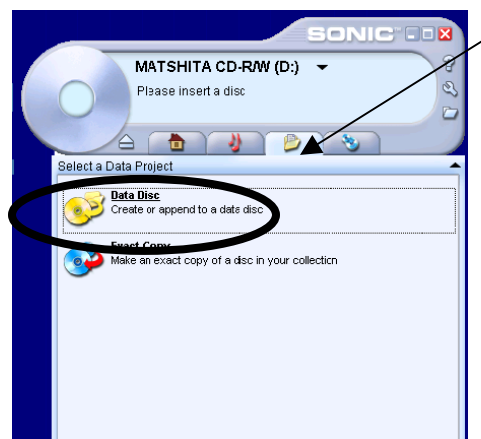 SONIC
MATSHITA CD-R/W (D:)
Please insert a disc
Select a Data Project
Data Disc
Create or append to a data disc
Exact Copy
Make an exact copy of a disc in your collection